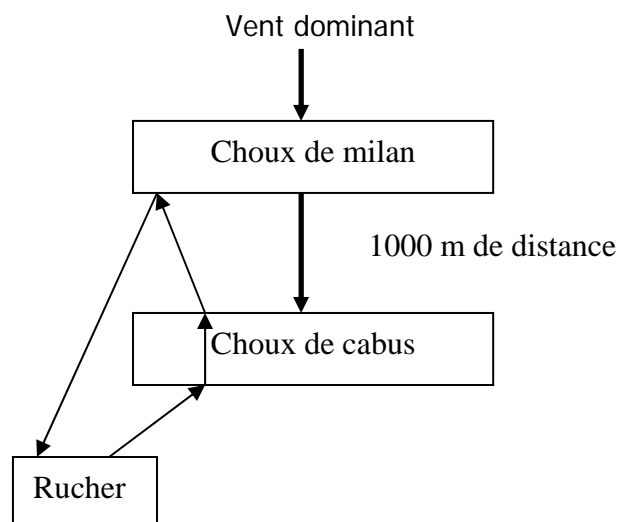 Vent dominant
Choux de milan
1000 m de distance
Choux de cabus
Rucher